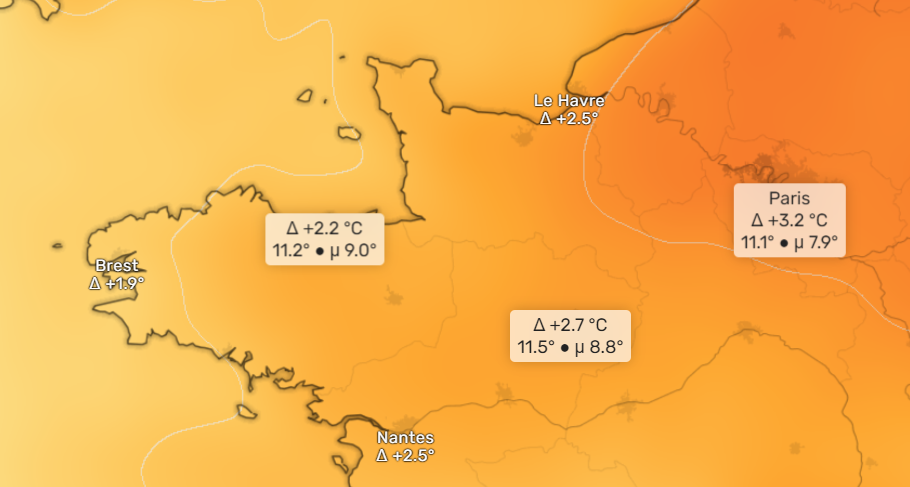 Le Havre
Δ +2.5°
Paris
Δ +3.2 °C
11.1° ● μ 7.9°
Δ +2.2 °C
11.2° ● μ 9.0°
Brest
Δ +1.9°
Δ +2.7 °C
11.5° ● μ 8.8°
Nantes
Δ +2.5°